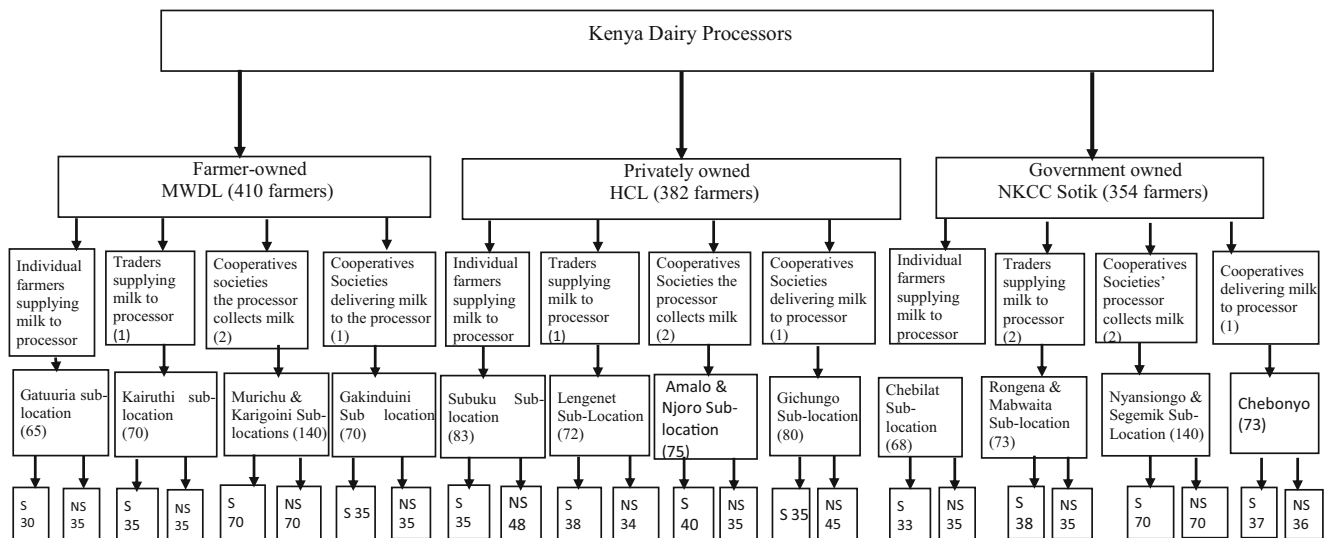 Kenya Dairy Processors
Farmer-owned
MWDL (410 farmers)
Privately owned
HCL (382 farmers)
Government owned
NKCC Sotik (354 farmers)
Individual
farmers
supplying
milk to
processor
Traders
supplying
milk to
processor
(1)
Cooperatives
societies
the processor
collects milk
(2)
Cooperatives
Societies
delivering milk
to the processor
(1)
Individual
farmers
supplying
milk to
processor
Traders
supplying
milk to
processor
(1)
Cooperatives
Societies the
processor
collects milk
(2)
Cooperatives
Societies
delivering milk
to processor
(1)
Individual
farmers
supplying
milk to
processor
Traders
supplying
milk to
processor
(2)
Cooperatives
Societies’
processor
collects milk
(2)
Cooperatives
delivering milk
to processor
(1)
Gatuuria sub-
location
(65)
Kairuthi sub-
location
(70)
Murichu &
Karigoini Sub-
locations (140)
Gakinduini
Sub location
(70)
Subuku Sub-
location
(83)
Lengenet
Sub-Location
(72)
Amalo &
Njoro Sub-
location
(75)
Gichungo
Sub-location
(80)
Chebilat
Sub-
location
(68)
Rongena &
Mabwaita
Sub-location
(73)
Nyansiongo &
Segemik Sub-
Location (140)
Chebonyo
(73)
S
30
NS
35
S
35
NS
35
S
70
NS
70
S 35
NS
35
S
35
NS
48
S
38
NS
34
S
40
NS
35
S 35
NS
45
S
33
NS
35
S
38
NS
35
S
70
NS
70
S
37
NS
36